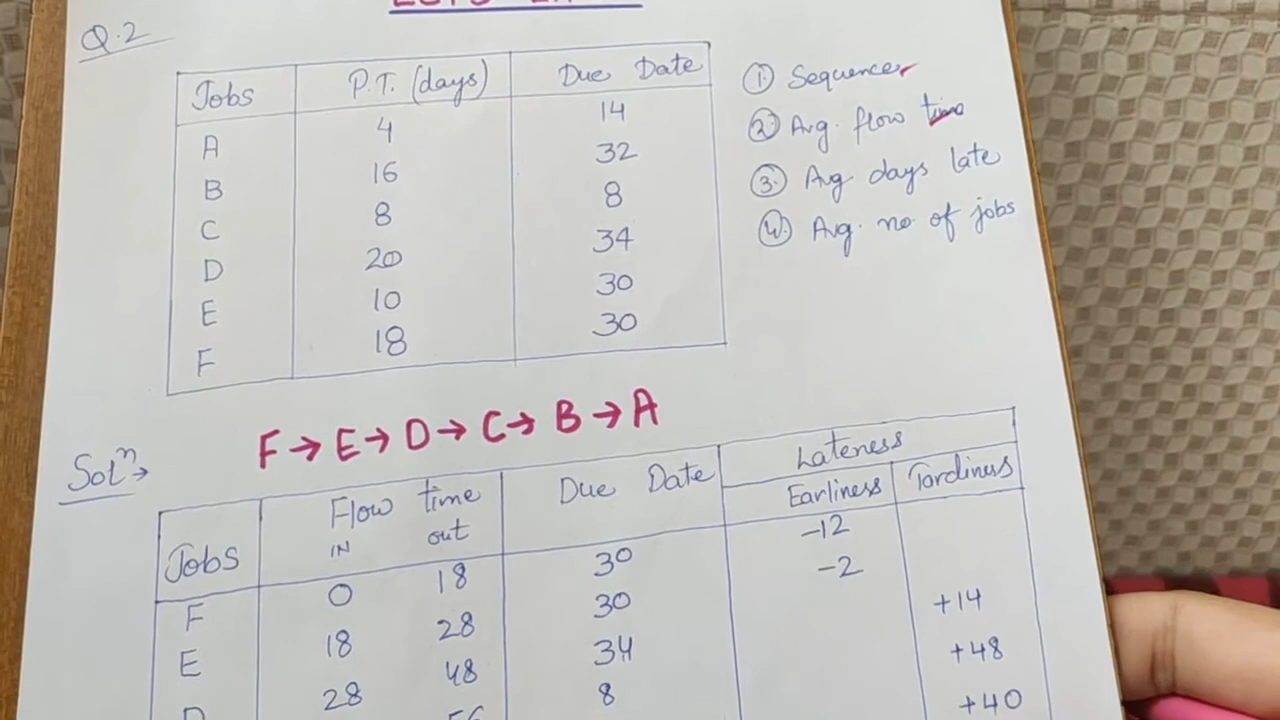 Q.2
Jobs P.T. (days) Due Date
A 4 14
B 16 32
C 8 8
D 20 34
E 10 30
F 18 30
① Sequence
② Avg. flow time
③ Avg days late
④ Avg. no of jobs
F → E → D → C → B → A
Solⁿ →
Jobs Flow time Due Date Lateness
IN out Earliness Tardiness
F 0 18 30 -12
E 18 28 30 -2
28 48 34 +14
8 +48
+40